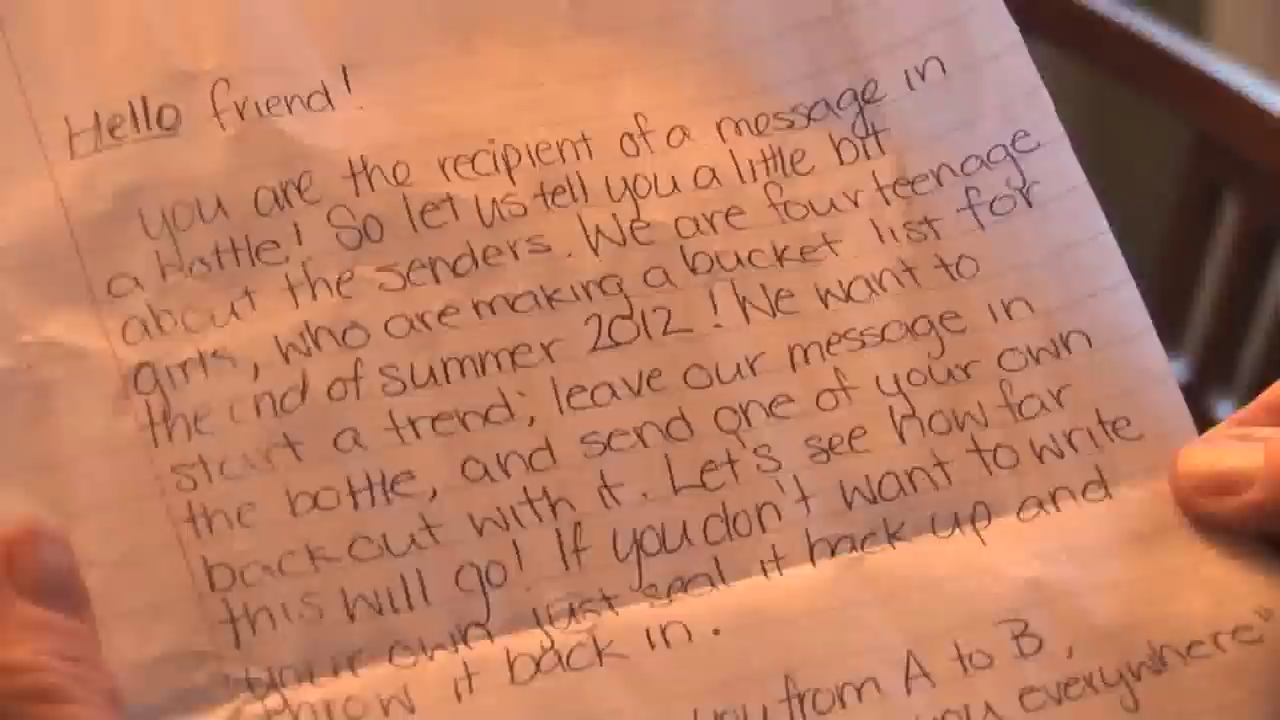 Hello friend!
you are the recipient of a message in
a bottle! So let us tell you a little bit
about the senders. We are four teenage
girls, who are making a bucket list for
the end of summer 2012! We want to
start a trend; leave our message in
the bottle, and send one of your own
back out with it. Let's see how far
this will go! If you don't want to write
your own just seal it back up and
throw it back in.
you from A to B,
you everywhere"